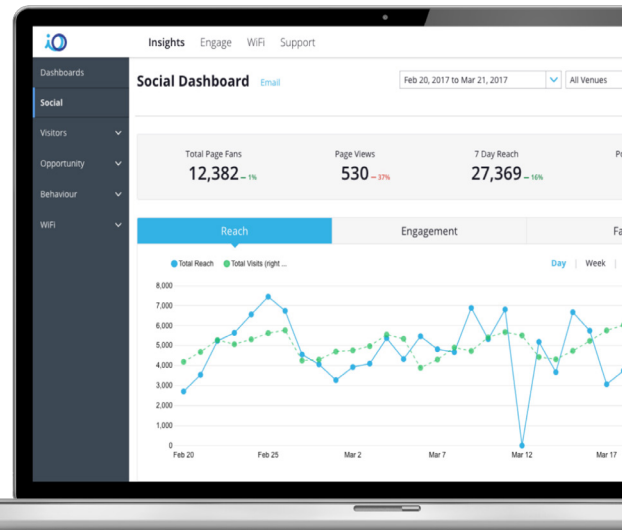 iO
Insights Engage WiFi Support
Dashboards
Social
Visitors
Opportunity
Behaviour
WiFi
Social Dashboard Email
Feb 20, 2017 to Mar 21, 2017
All Venues
Total Page Fans
12,382 – 1%
Page Views
530 – 37%
7 Day Reach
27,369 – 16%
Reach
Engagement
Total Reach Total Visits (right ...
Day | Week |
8,000
7,000
6,000
5,000
4,000
3,000
2,000
1,000
0
Feb 20 Feb 25 Mar 2 Mar 7 Mar 12 Mar 17